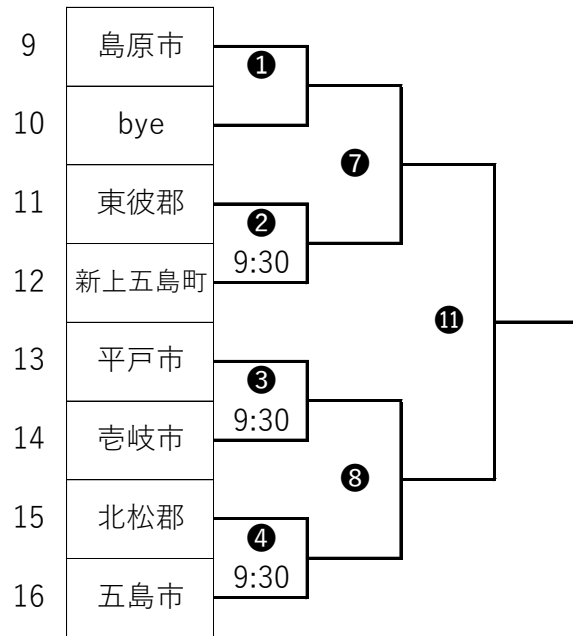 9 島原市
❶
10 bye
❼
11 東彼郡
❷
9:30
12 新上五島町
⓫
13 平戸市
❸
9:30
14 壱岐市
❽
15 北松郡
❹
9:30
16 五島市